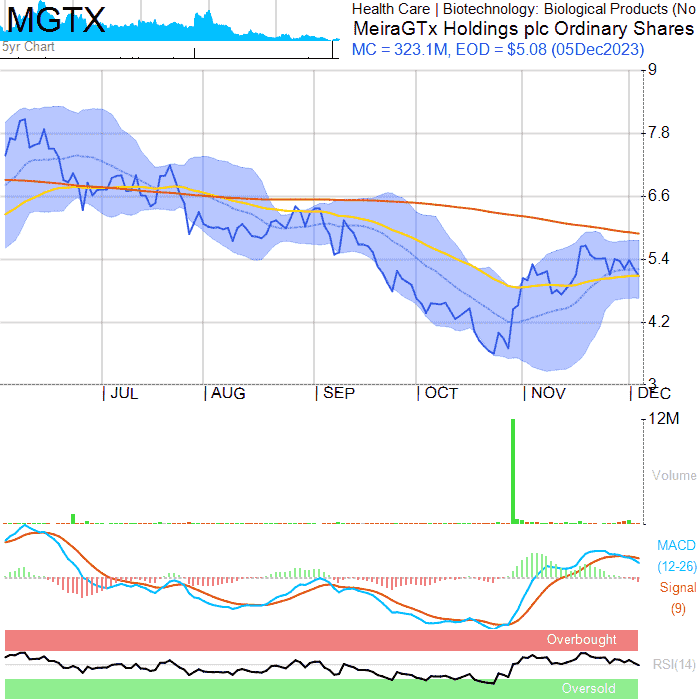 MGTX
5yr Chart
Health Care | Biotechnology: Biological Products (No
MeiraGTx Holdings plc Ordinary Shares
MC = 323.1M, EOD = $5.08 (05Dec2023)
9
7.8
6.6
5.4
4.2
3
| JUL | AUG | SEP | OCT | NOV | DEC
12M
Volume
MACD
(12-26)
Signal
(9)
Overbought
RSI(14)
Oversold